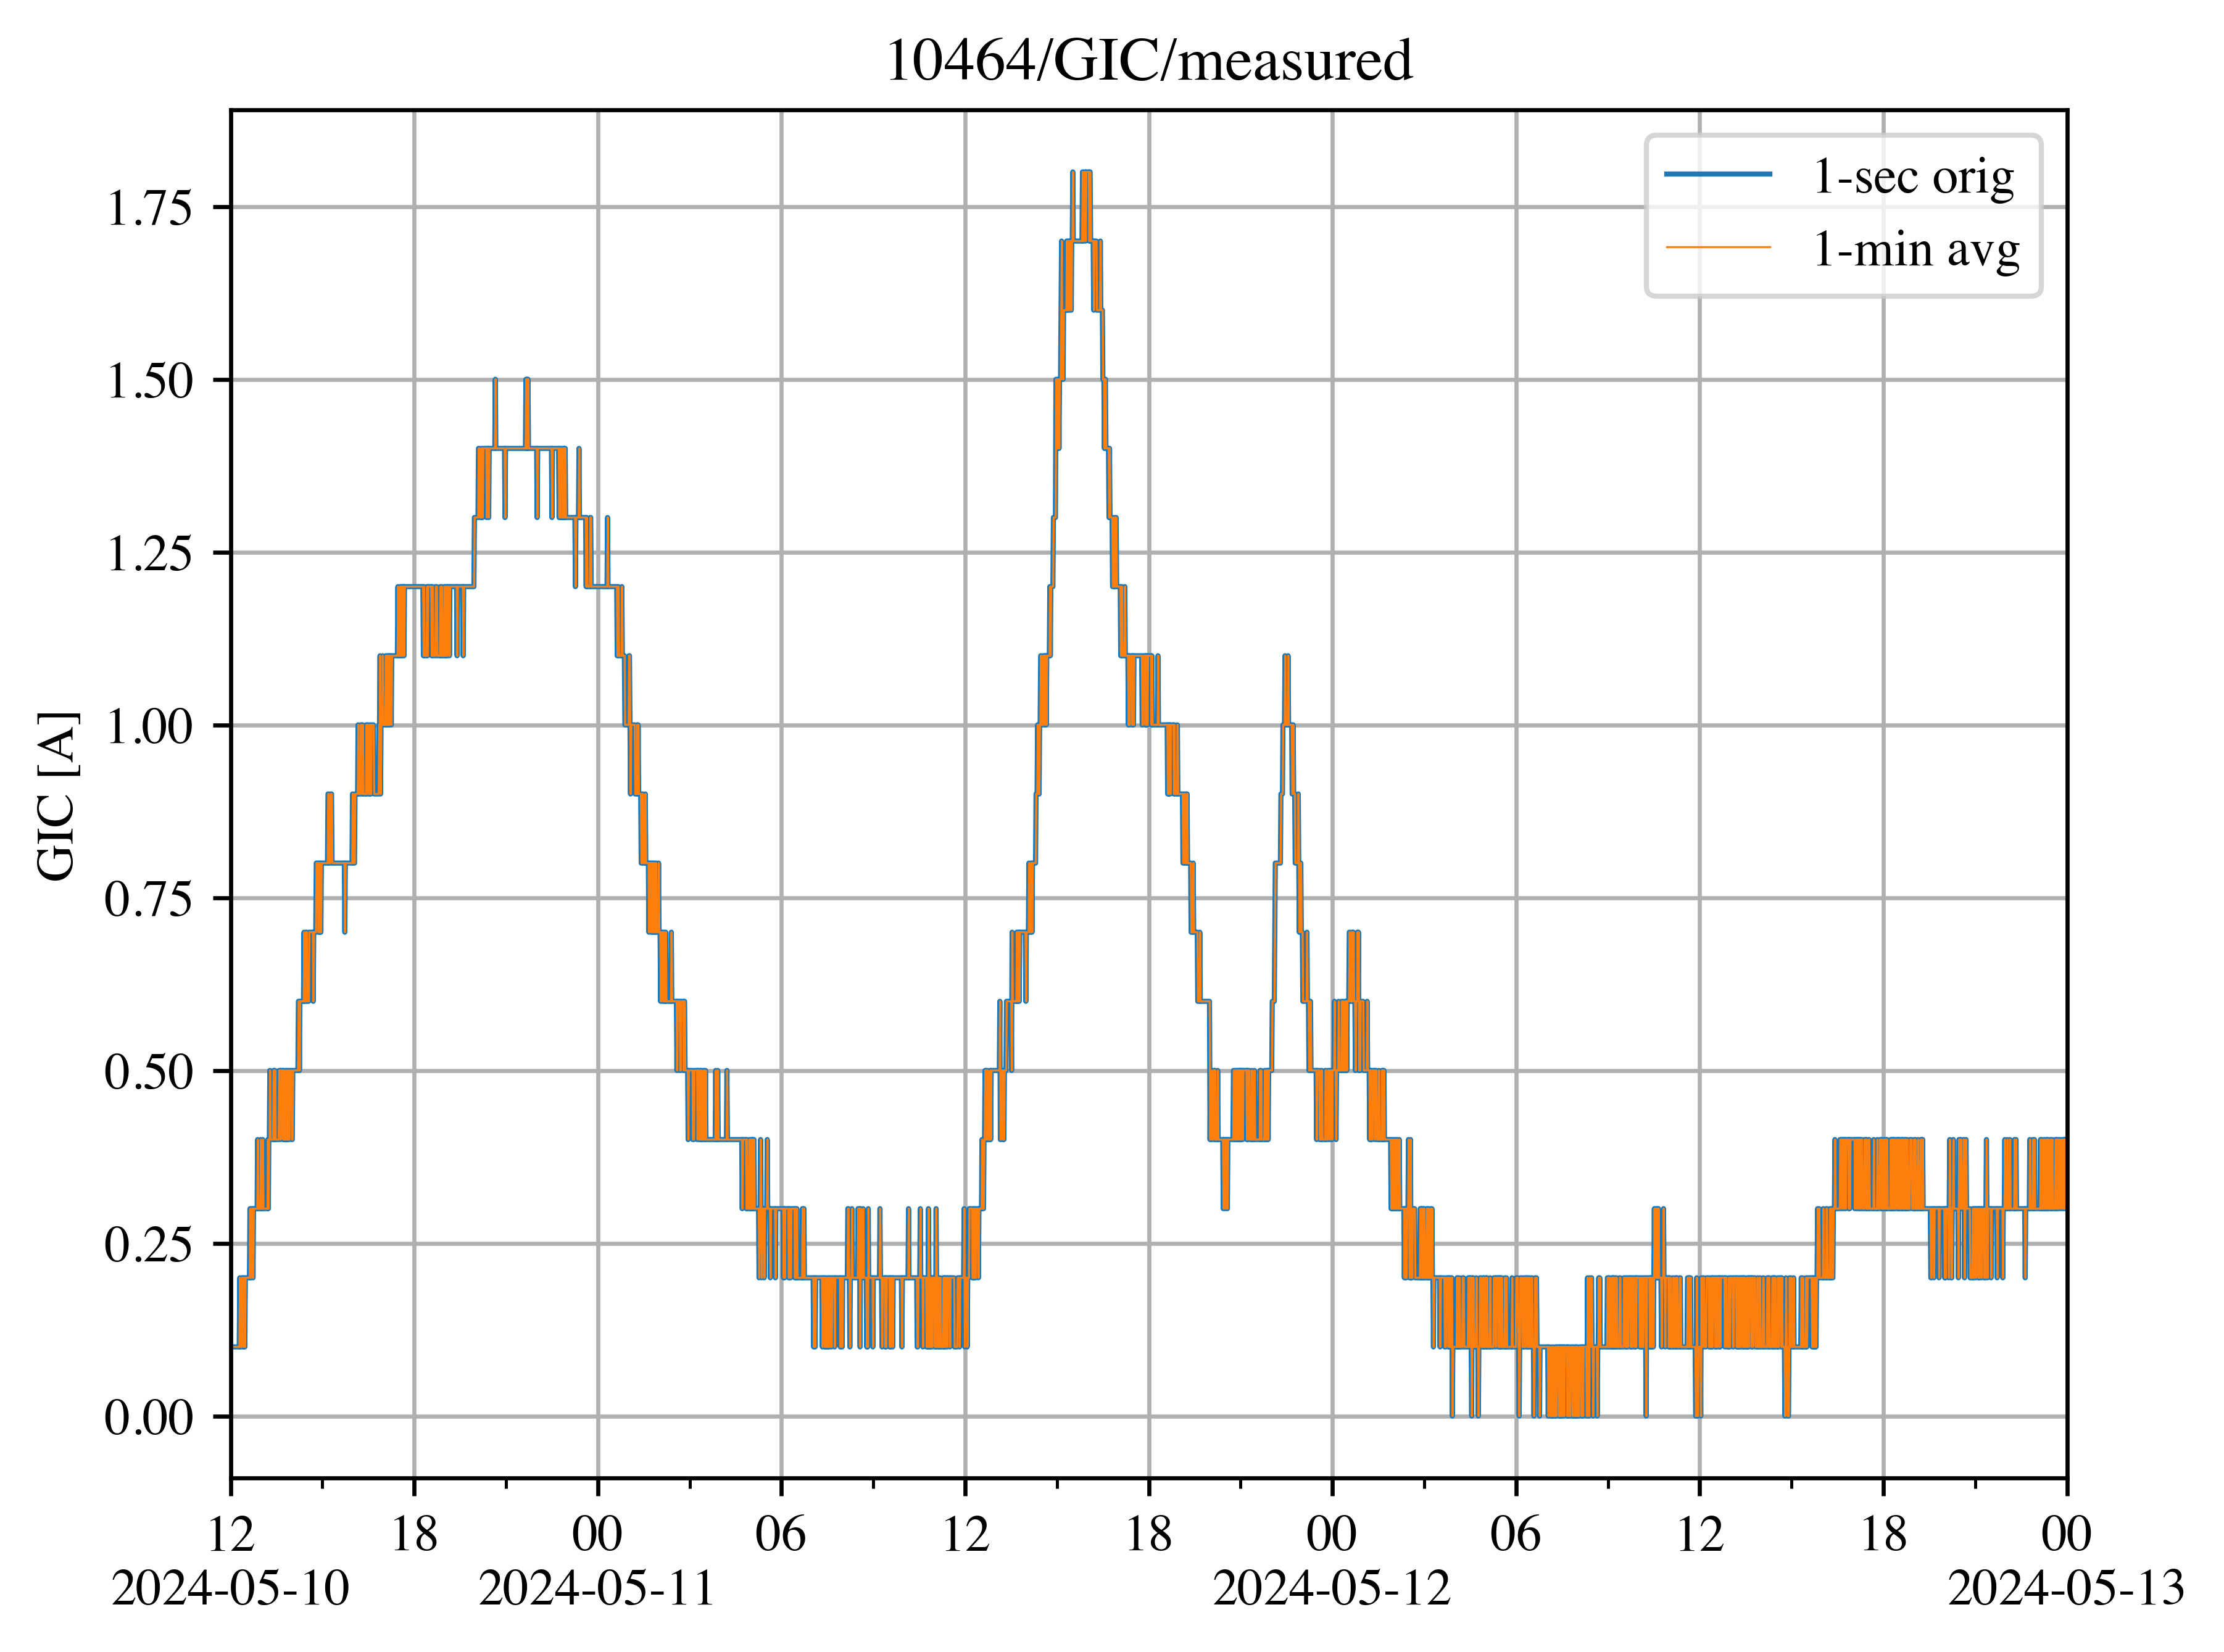 10464/GIC/measured
1-sec orig
1-min avg
GIC [A]
1.75
1.50
1.25
1.00
0.75
0.50
0.25
0.00
12 18 00 06 12 18 00 06 12 18 00
2024-05-10 2024-05-11 2024-05-12 2024-05-13